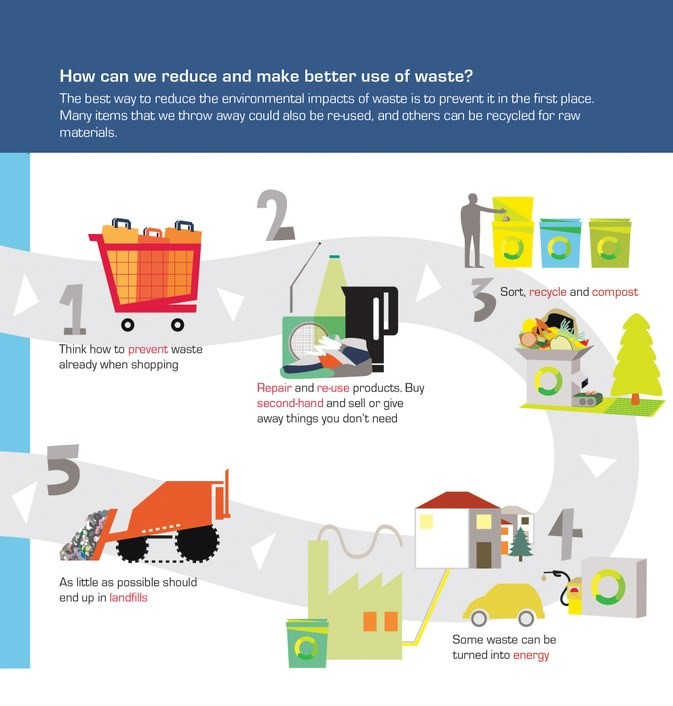 How can we reduce and make better use of waste?
The best way to reduce the environmental impacts of waste is to prevent it in the first place.
Many items that we throw away could also be re-used, and others can be recycled for raw
materials.
1
Think how to prevent waste
already when shopping
2
Repair and re-use products. Buy
second-hand and sell or give
away things you don't need
3
Sort, recycle and compost
4
Some waste can be
turned into energy
5
As little as possible should
end up in landfills